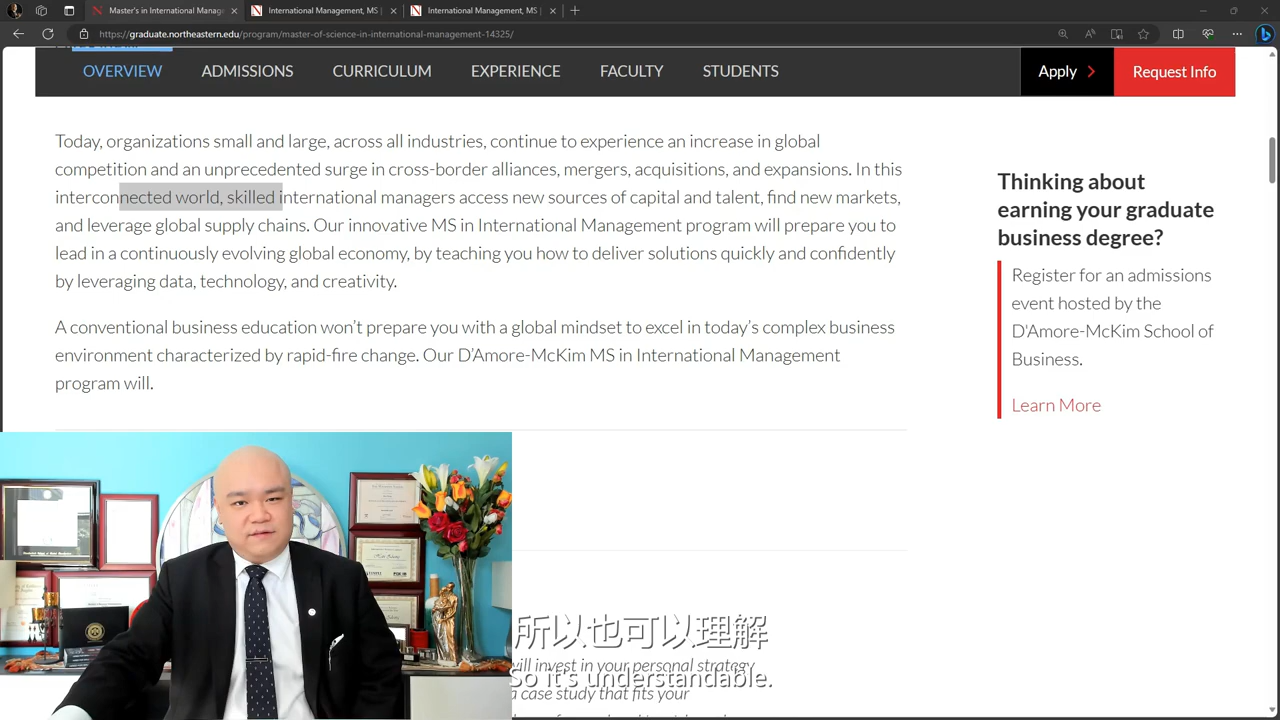 Master's in International Manage
International Management, MS |
International Management, MS |
https://graduate.northeastern.edu/program/master-of-science-in-international-management-14325/
OVERVIEW
ADMISSIONS
CURRICULUM
EXPERIENCE
FACULTY
STUDENTS
Apply
Request Info
Today, organizations small and large, across all industries, continue to experience an increase in global
competition and an unprecedented surge in cross-border alliances, mergers, acquisitions, and expansions. In this
interconnected world, skilled international managers access new sources of capital and talent, find new markets,
and leverage global supply chains. Our innovative MS in International Management program will prepare you to
lead in a continuously evolving global economy, by teaching you how to deliver solutions quickly and confidently
by leveraging data, technology, and creativity.
A conventional business education won't prepare you with a global mindset to excel in today's complex business
environment characterized by rapid-fire change. Our D'Amore-McKim MS in International Management
program will.
Thinking about
earning your graduate
business degree?
Register for an admissions
event hosted by the
D'Amore-McKim School of
Business.
Learn More
所以也可以理解
will invest in your personal strateg
So it's understandable.
a case study that fits your